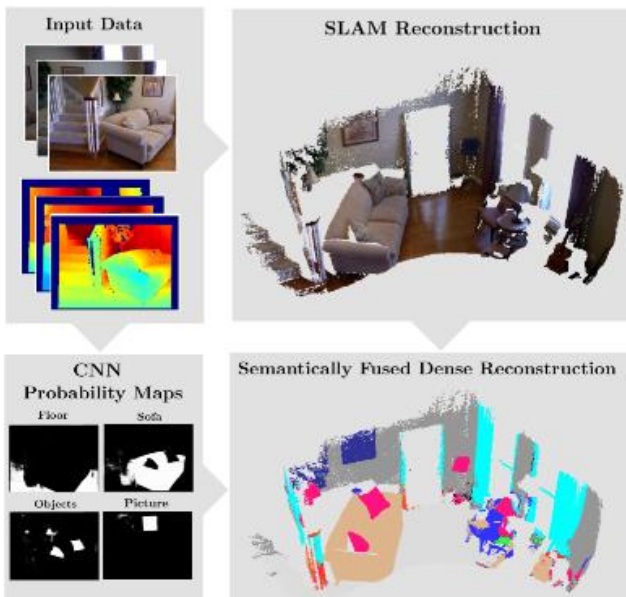 Input Data
SLAM Reconstruction
CNN
Probability Maps
Floor
Sofa
Objects
Picture
Semantically Fused Dense Reconstruction